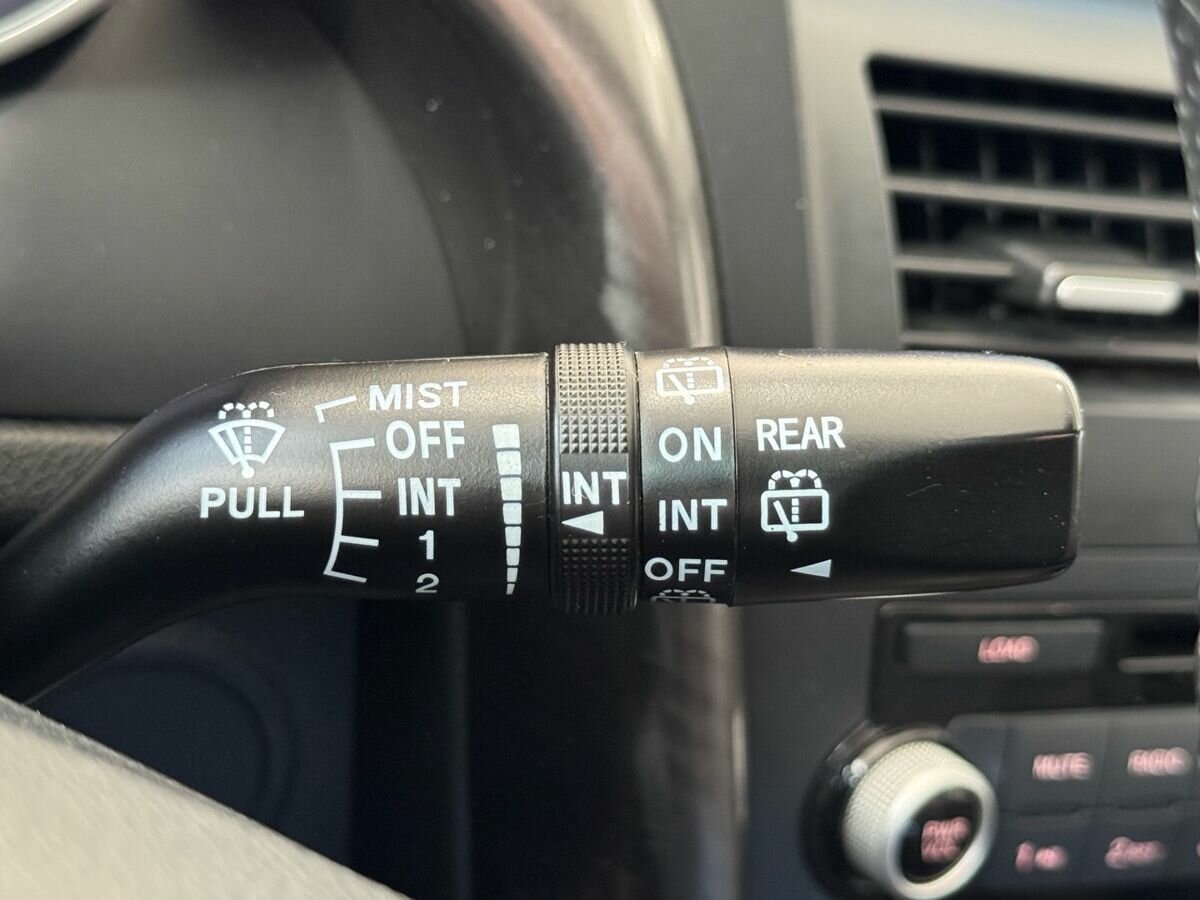 MIST
OFF
INT
1
2
PULL
INT
ON
INT
OFF
REAR
LOAD
MUTE